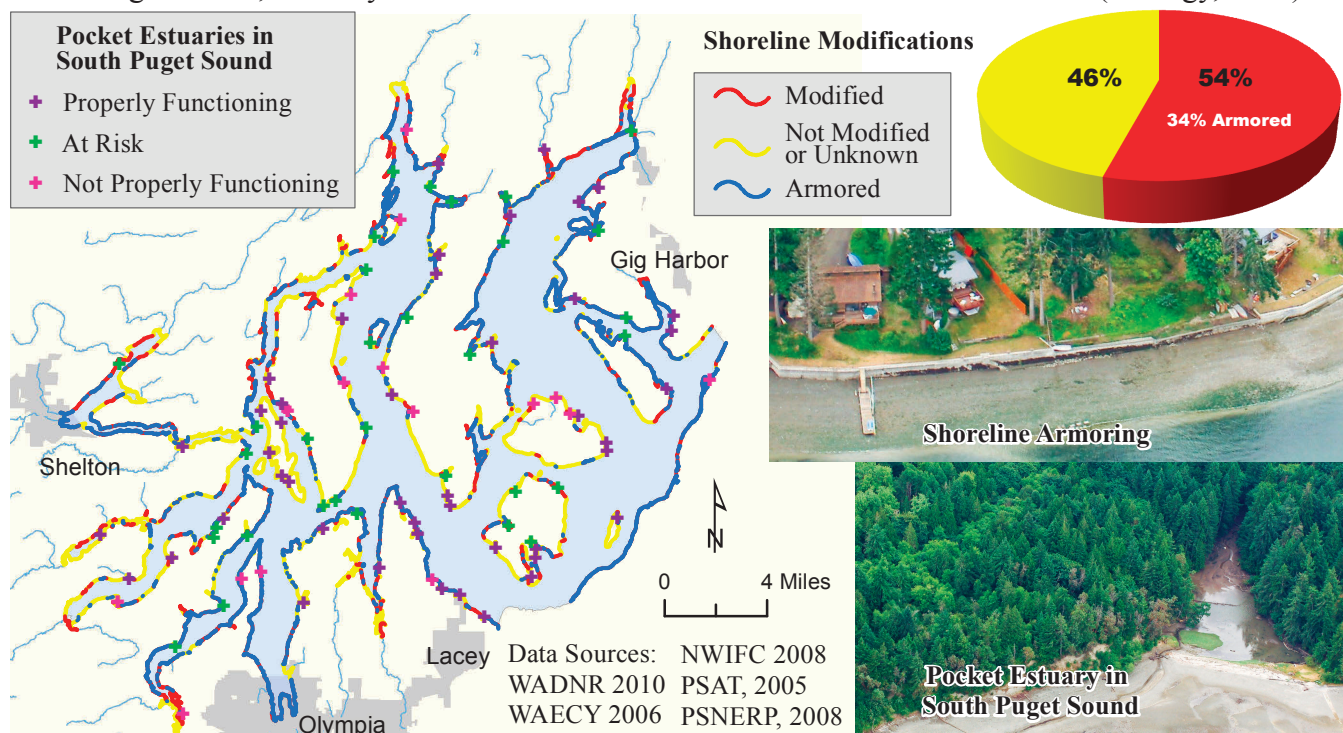 Pocket Estuaries in
South Puget Sound
Properly Functioning
At Risk
Not Properly Functioning
Shoreline Modifications
Modified
Not Modified
or Unknown
Armored
46%
54%
34% Armored
Gig Harbor
Shelton
Shoreline Armoring
N
0 4 Miles
Lacey
Olympia
Data Sources: NWIFC 2008
WADNR 2010 PSAT, 2005
WAECY 2006 PSNERP, 2008
Pocket Estuary in
South Puget Sound